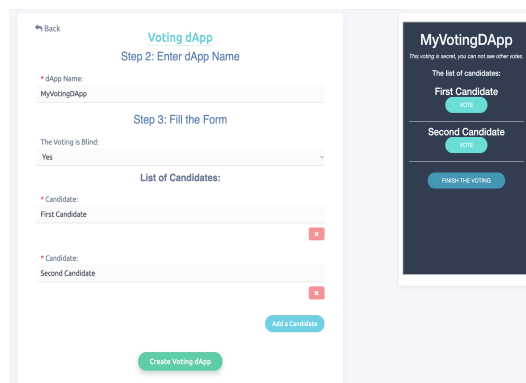 Back
Voting dApp
Step 2: Enter dApp Name
* dApp Name:
MyVotingDApp
Step 3: Fill the Form
The Voting is Blind:
Yes
List of Candidates:
* Candidate:
First Candidate
x
* Candidate:
Second Candidate
x
Add a Candidate
Create Voting dApp
MyVotingDApp
This voting is secret, you can not see other votes.
The list of candidates:
First Candidate
VOTE
Second Candidate
VOTE
FINISH THE VOTING